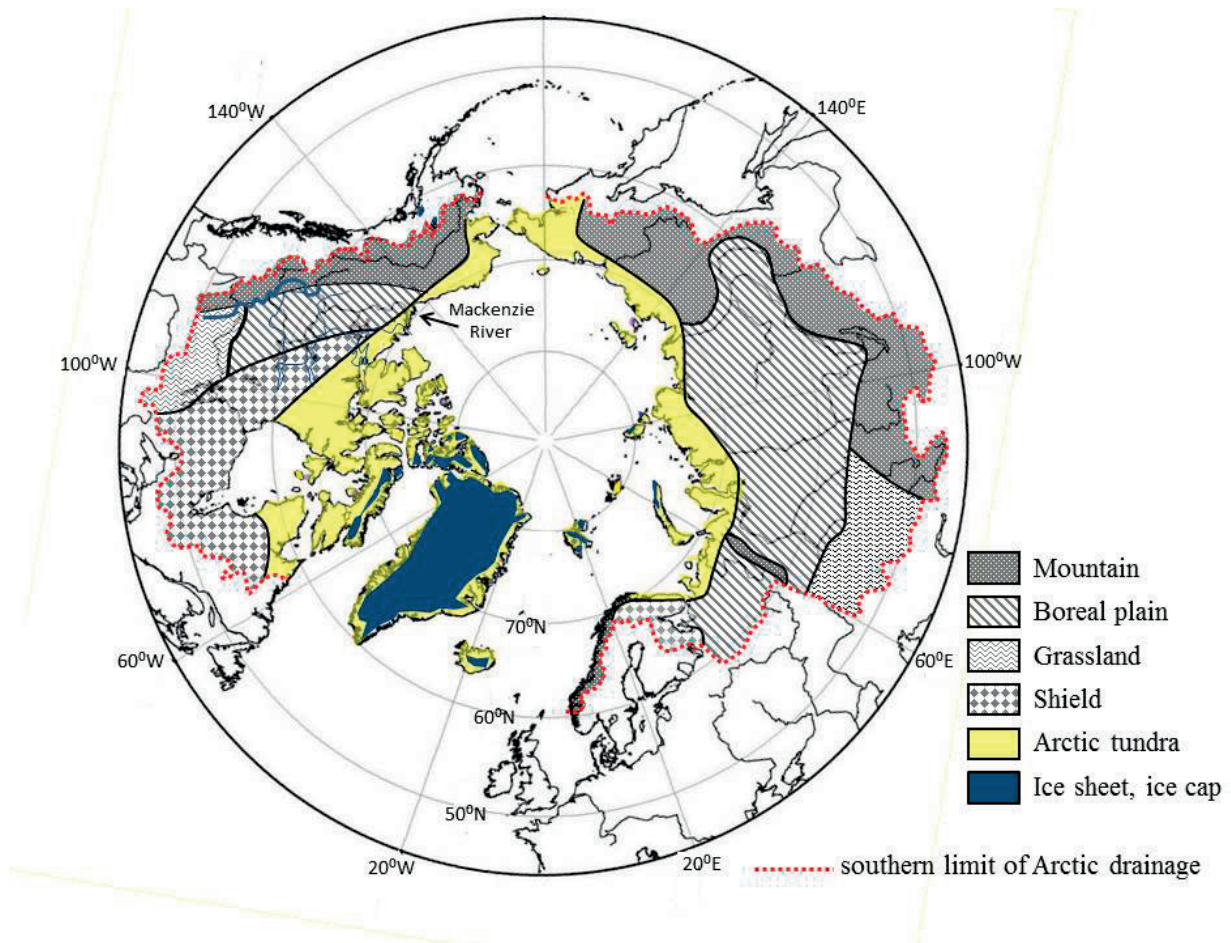 140⁰W
140⁰E
Mackenzie
River
100⁰W
100⁰W
Mountain
Boreal plain
70⁰N
Grassland
60⁰W
60⁰E
Shield
60⁰N
Arctic tundra
Ice sheet, ice cap
50⁰N
20⁰W
20⁰E
southern limit of Arctic drainage